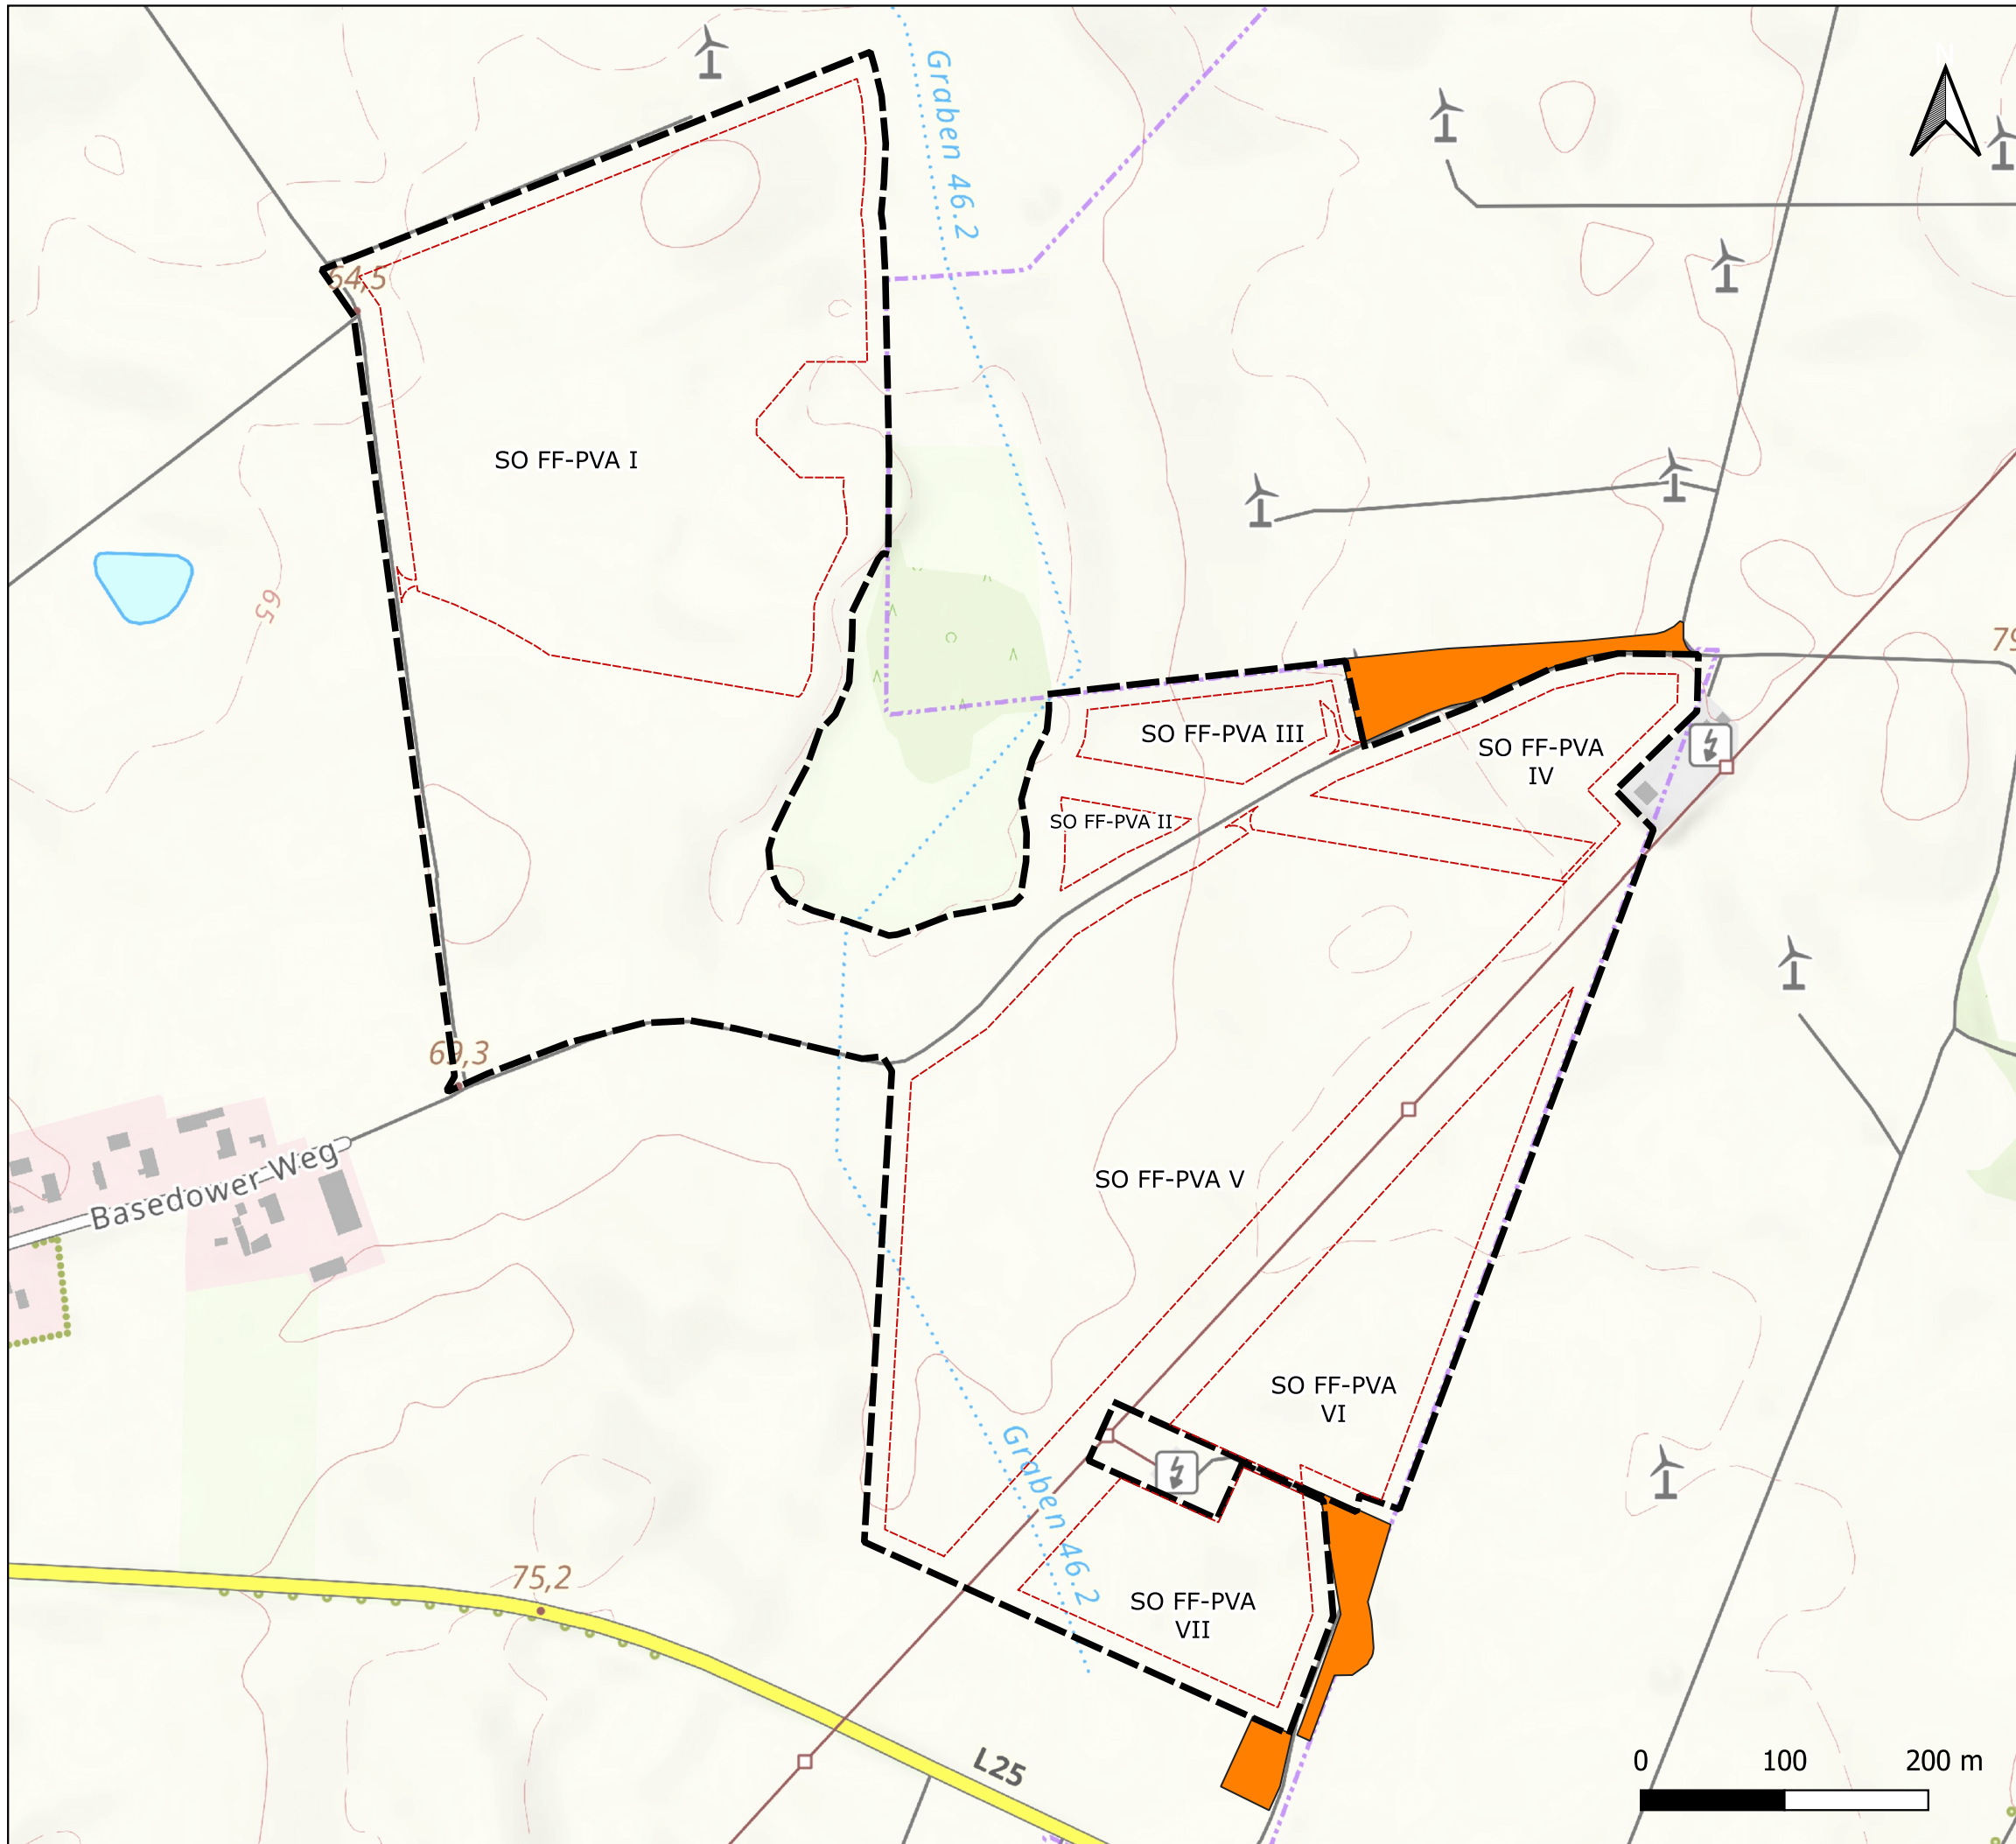 N
Graben 46.2
64,5
SO FF-PVA I
65
79
SO FF-PVA III
SO FF-PVA
IV
SO FF-PVA II
69,3
Basedower Weg
SO FF-PVA V
SO FF-PVA
VI
Graben 46.2
75,2
SO FF-PVA
VII
L25
0 100 200 m